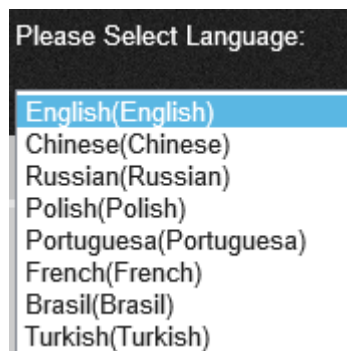 Please Select Language:
English(English)
Chinese(Chinese)
Russian(Russian)
Polish(Polish)
Portuguesa(Portuguesa)
French(French)
Brasil(Brasil)
Turkish(Turkish)